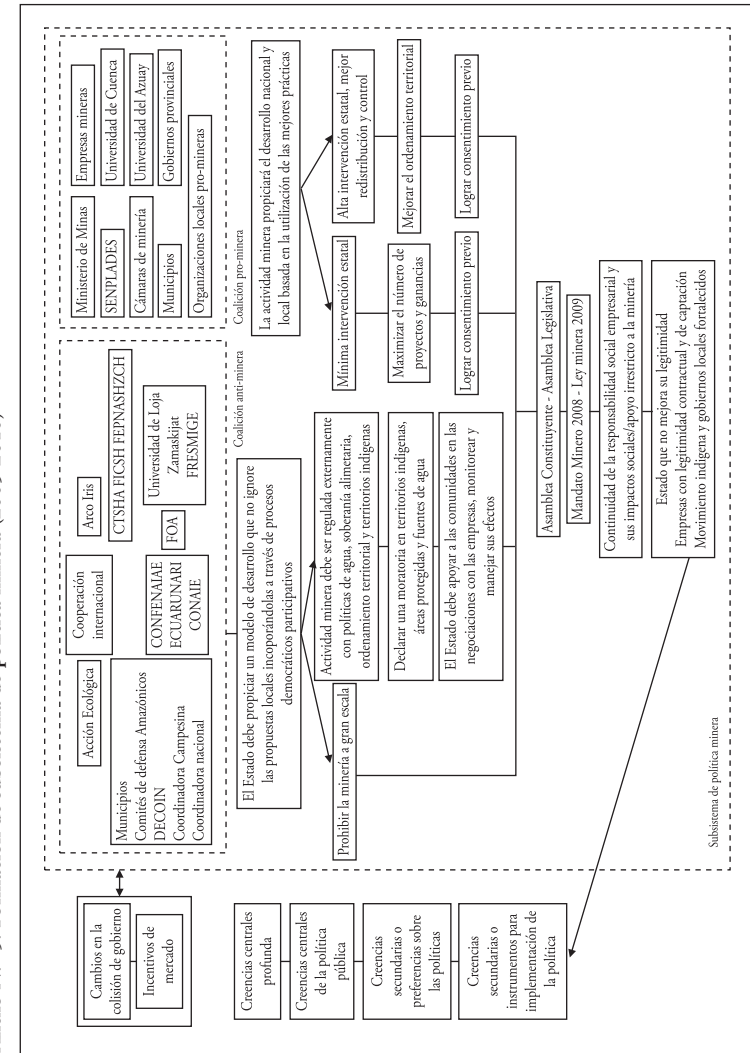 Cambios en la
colisión de gobierno
Incentivos de
mercado
Acción Ecológica
Cooperación
internacional
Arco Iris
CTSHA FICSH FEPNASHZCH
Municipios
Comités de defensa Amazónicos
DECOIN
Coordinadora Campesina
Coordinadora nacional
CONFENAIAE
ECUARUNARI
CONAIE
FOA
Universidad de Loja
Zamaskijat
FRESMIGE
Ministerio de Minas
Empresas mineras
SENPLADES
Universidad de Cuenca
Cámaras de minería
Universidad del Azuay
Municipios
Gobiernos provinciales
Organizaciones locales pro-mineras
Coalición anti-minera
Coalición pro-minera
Creencias centrales
profunda
El Estado debe propiciar un modelo de desarrollo que no ignore
las propuestas locales incoporándolas a través de procesos
democráticos participativos
La actividad minera propiciará el desarrollo nacional y
local basada en la utilización de las mejores prácticas
Creencias centrales
de la política
pública
Prohibir la minería a gran escala
Actividad minera debe ser regulada externamente
con políticas de agua, soberanía alimetaria,
ordenamiento territorial y territorios indígenas
Mínima intervención estatal
Alta intervención estatal, mejor
redistribución y control
Creencias
secundarias o
preferencias sobre
las políticas
Declarar una moratoria en territorios indígenas,
áreas protegidas y fuentes de agua
Maximizar el número de
proyectos y ganancias
Mejorar el ordenamiento territorial
El Estado debe apoyar a las comunidades en las
negociaciones con las empresas, monitorear y
manejar sus efectos
Lograr consentimiento previo
Lograr consentimiento previo
Creencias
secundarias o
instrumentos para
implementación de
la política
Asamblea Constituyente - Asamblea Legislativa
Mandato Minero 2008 - Ley minera 2009
Continuidad de la responsabilidad social empresarial y
sus impactos sociales/apoyo irrestricto a la minería
Estado que no mejora su legitimidad
Empresas con legitimidad contractual y de captación
Movimiento indígena y gobiernos locales fortalecidos
Subsistema de política minera